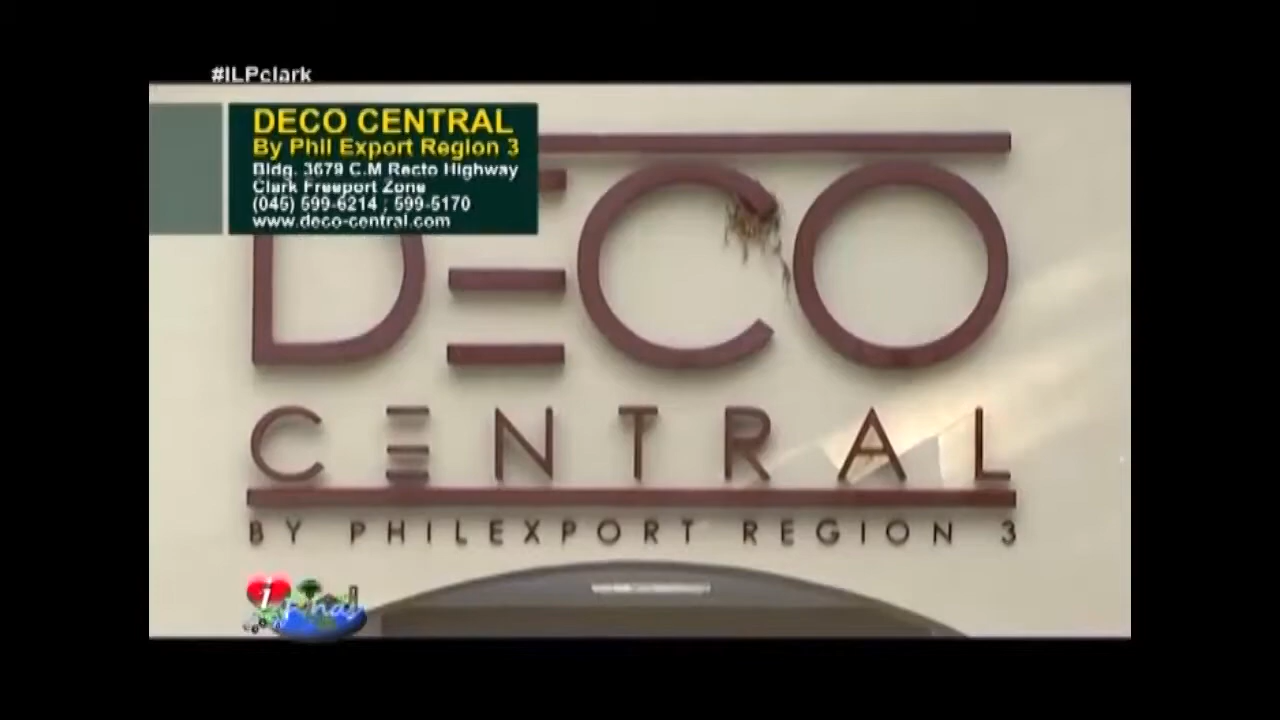 #ILPclark
DECO CENTRAL
By Phil Export Region 3
Bldg. 3679 C.M Recto Highway
Clark Freeport Zone
(045) 599-6214 ; 599-5170
www.deco-central.com
DECO
CENTRAL
BY PHILEXPORT REGION 3
i